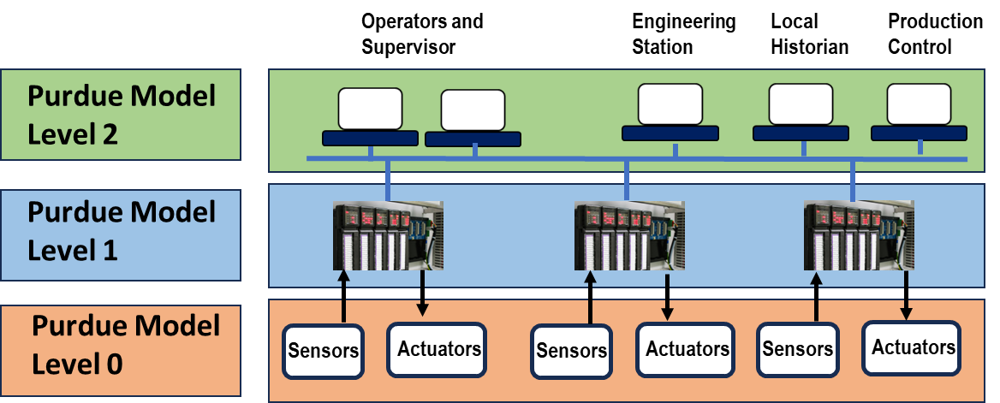 Operators and
Supervisor
Engineering
Station
Local
Historian
Production
Control
Purdue Model
Level 2
Purdue Model
Level 1
Purdue Model
Level 0
Sensors
Actuators
Sensors
Actuators
Sensors
Actuators